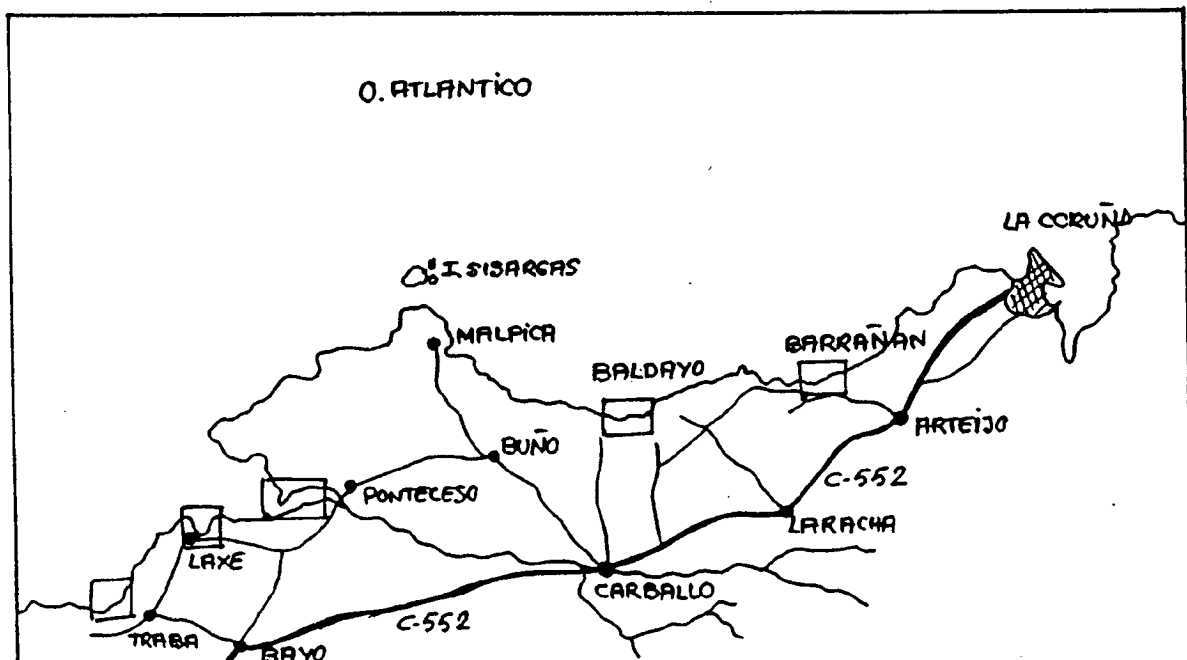 O. ATLANTICO
LA CORUÑA
I. SISARGAS
MALPICA
BARRAÑAN
BALDAYO
ARTEIJO
BUÑO
C-552
PONTECESO
LARACHA
LAXE
CARBALLO
C-552
TRABA
BAYO